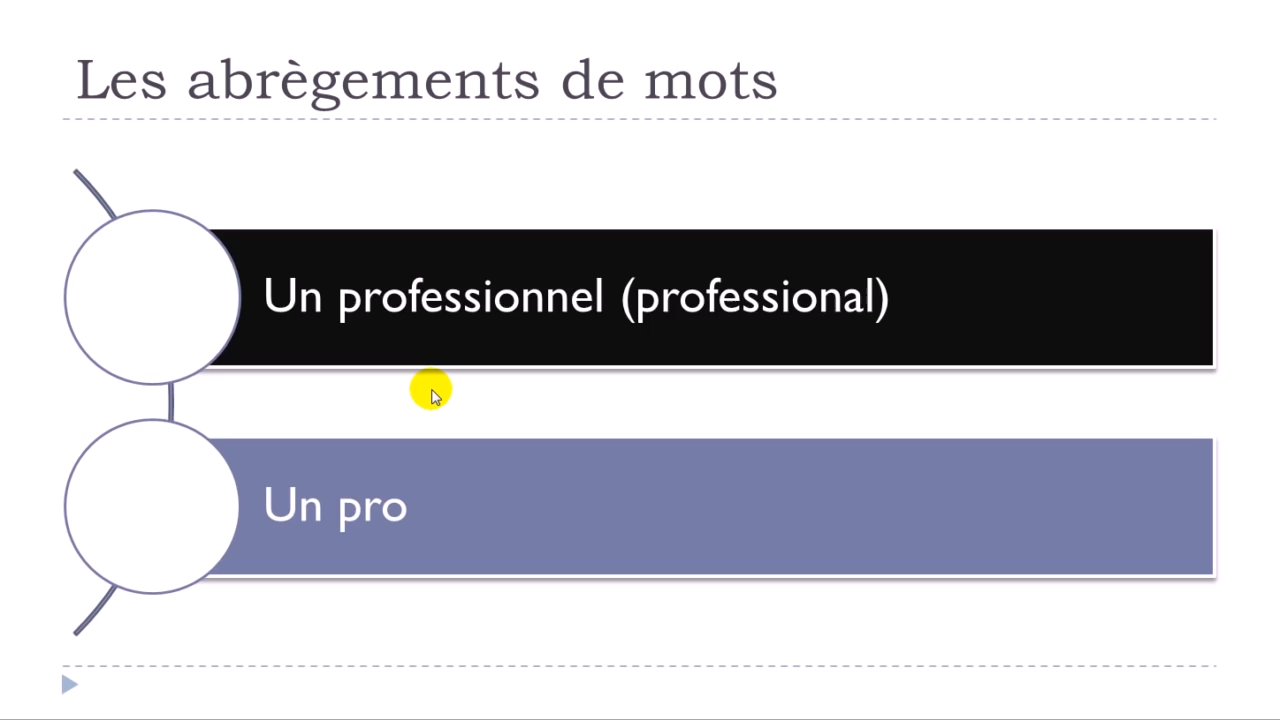 Les abrègements de mots
Un professionnel (professional)
Un pro